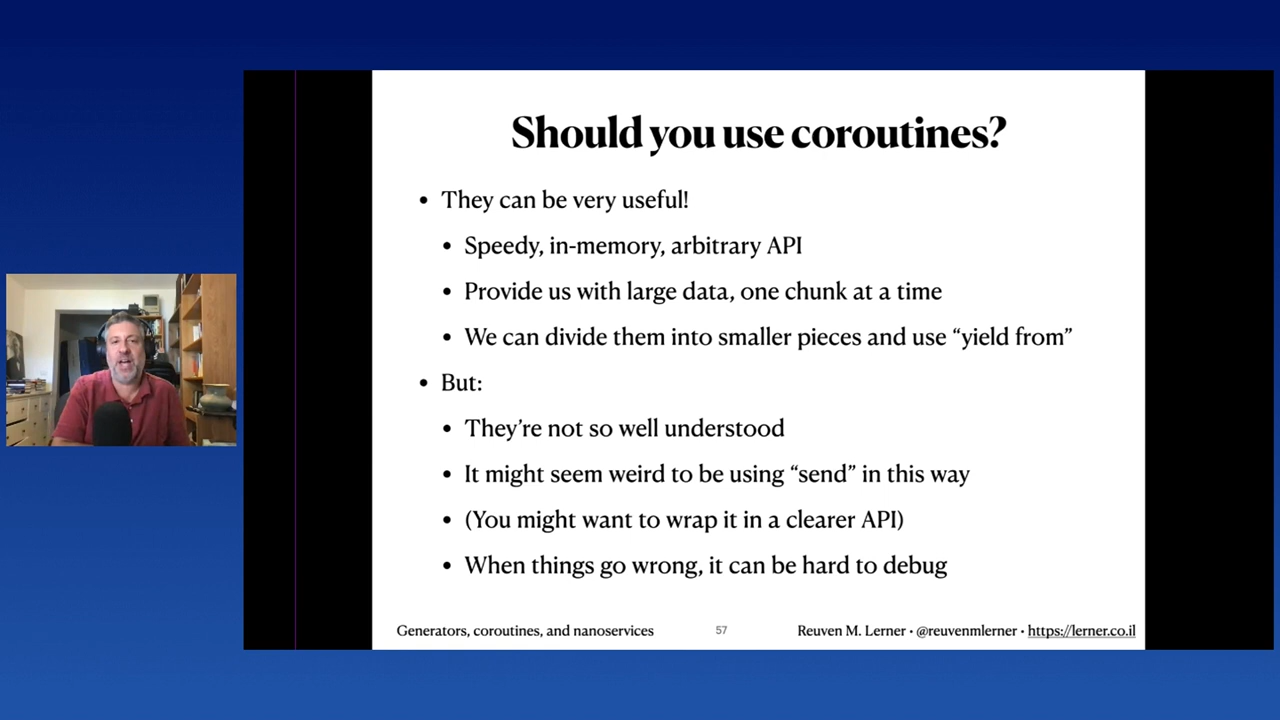 Should you use coroutines?
• They can be very useful!
• Speedy, in-memory, arbitrary API
• Provide us with large data, one chunk at a time
• We can divide them into smaller pieces and use “yield from”
• But:
• They’re not so well understood
• It might seem weird to be using “send” in this way
• (You might want to wrap it in a clearer API)
• When things go wrong, it can be hard to debug
Generators, coroutines, and nanoservices 57 Reuven M. Lerner • @reuvenmlerner • https://lerner.co.il